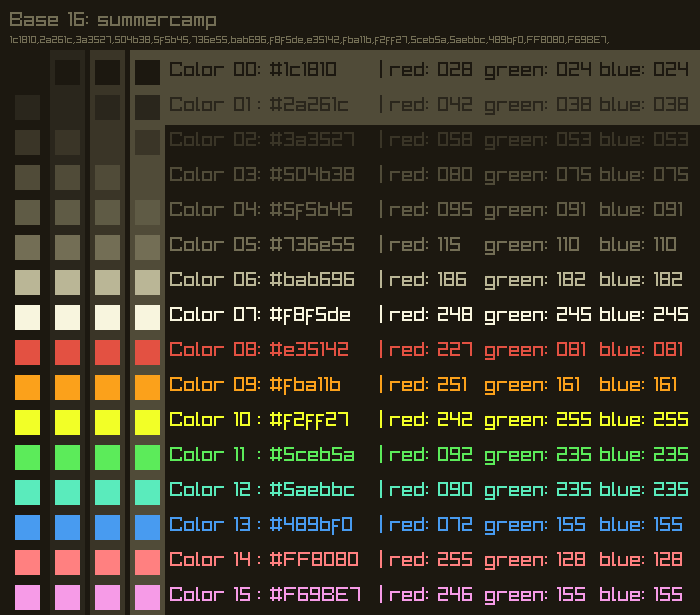 Base 16: summercamp
1c1810,2a261c,3a3527,504b38,5f5b45,736e55,bab696,f8f5de,e35142,fba11b,f2ff27,5ceb5a,5aebbc,489bf0,FF8080,F69BE7,
Color 00: #1c1810 | red: 028 green: 024 blue: 024
Color 01 : #2a261c | red: 042 green: 038 blue: 038
Color 02: #3a3527 | red: 058 green: 053 blue: 053
Color 03: #504b38 | red: 080 green: 075 blue: 075
Color 04: #5f5b45 | red: 095 green: 091 blue: 091
Color 05: #736e55 | red: 115 green: 110 blue: 110
Color 06: #bab696 | red: 186 green: 182 blue: 182
Color 07: #f8f5de | red: 248 green: 245 blue: 245
Color 08: #e35142 | red: 227 green: 081 blue: 081
Color 09: #fba11b | red: 251 green: 161 blue: 161
Color 10 : #f2ff27 | red: 242 green: 255 blue: 255
Color 11 : #5ceb5a | red: 092 green: 235 blue: 235
Color 12 : #5aebbc | red: 090 green: 235 blue: 235
Color 13 : #489bf0 | red: 072 green: 155 blue: 155
Color 14 : #FF8080 | red: 255 green: 128 blue: 128
Color 15 : #F69BE7 | red: 246 green: 155 blue: 155